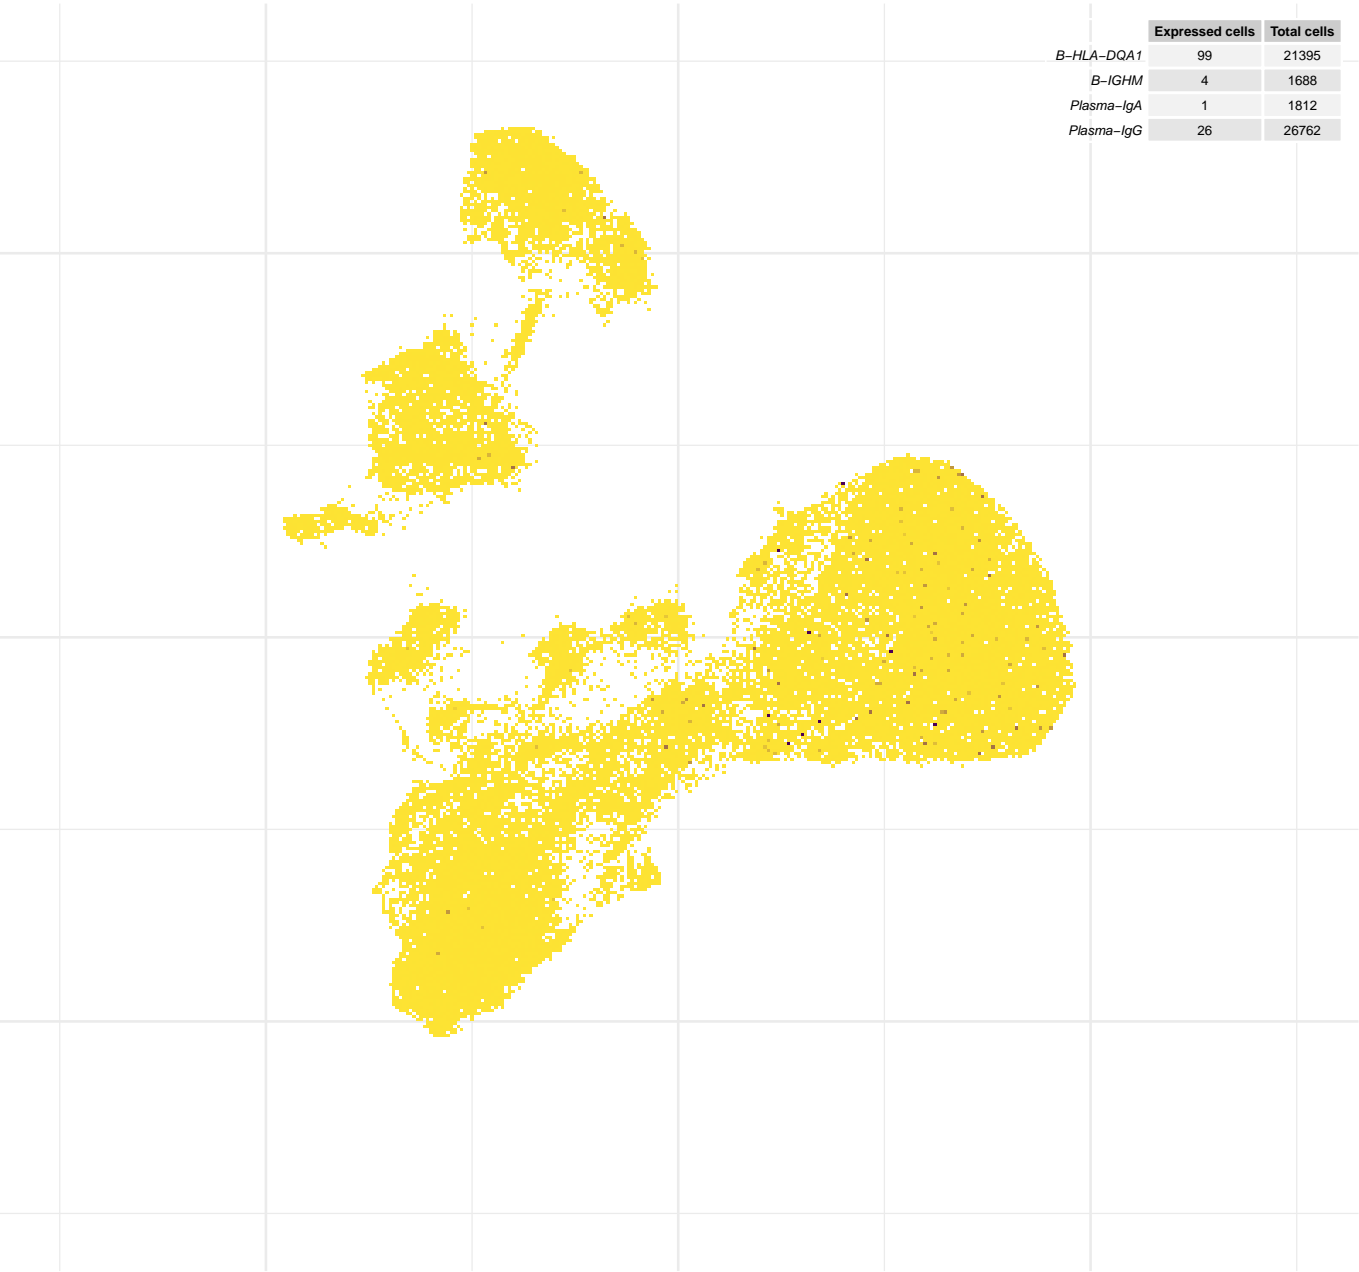 Expressed cells Total cells
B−HLA−DQA1 99 21395
B−IGHM 4 1688
Plasma−IgA 1 1812
Plasma−IgG 26 26762